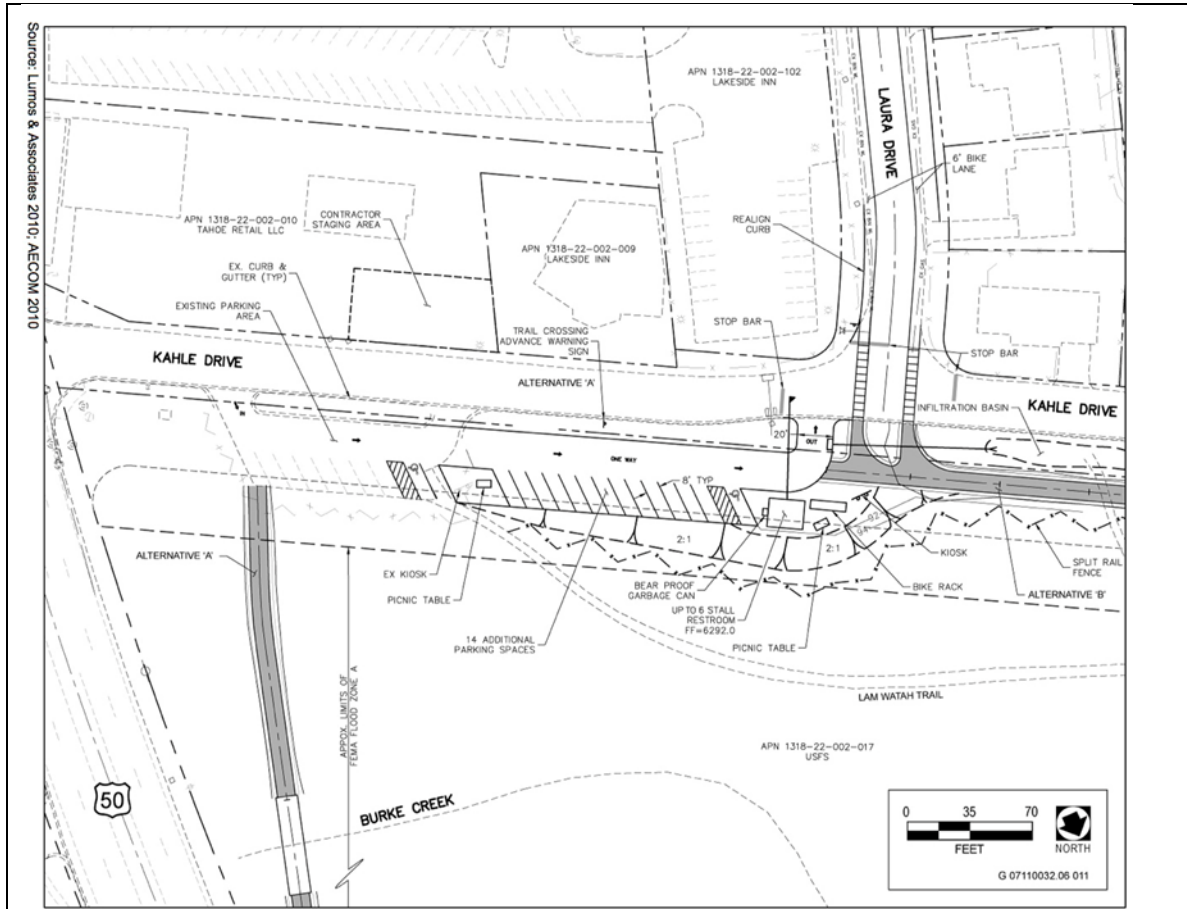 Source: Lumos & Associates 2010; AECOM 2010
APN 1318-22-002-102
LAKESIDE INN
LAURA DRIVE
6' BIKE
LANE
APN 1318-22-002-010
TAHOE RETAIL LLC
CONTRACTOR
STAGING AREA
APN 1318-22-002-009
LAKESIDE INN
REALIGN
CURB
EX. CURB &
GUTTER (TYP)
EXISTING PARKING
AREA
TRAIL CROSSING
ADVANCE WARNING
SIGN
STOP BAR
STOP BAR
KAHLE DRIVE
ALTERNATIVE 'A'
INFILTRATION BASIN
KAHLE DRIVE
IN
20'
OUT
ONE WAY
8' TYP
92
94
2:1
2:1
ALTERNATIVE 'A'
EX KIOSK
PICNIC TABLE
14 ADDITIONAL
PARKING SPACES
BEAR PROOF
GARBAGE CAN
UP TO 6 STALL
RESTROOM
FF=6292.0
PICNIC TABLE
BIKE RACK
KIOSK
SPLIT RAIL
FENCE
ALTERNATIVE 'B'
APPOX. LIMITS OF
FEMA FLOOD ZONE A
LAM WATAH TRAIL
APN 1318-22-002-017
USFS
50
BURKE CREEK
0 35 70
FEET
NORTH
G 07110032.06 011